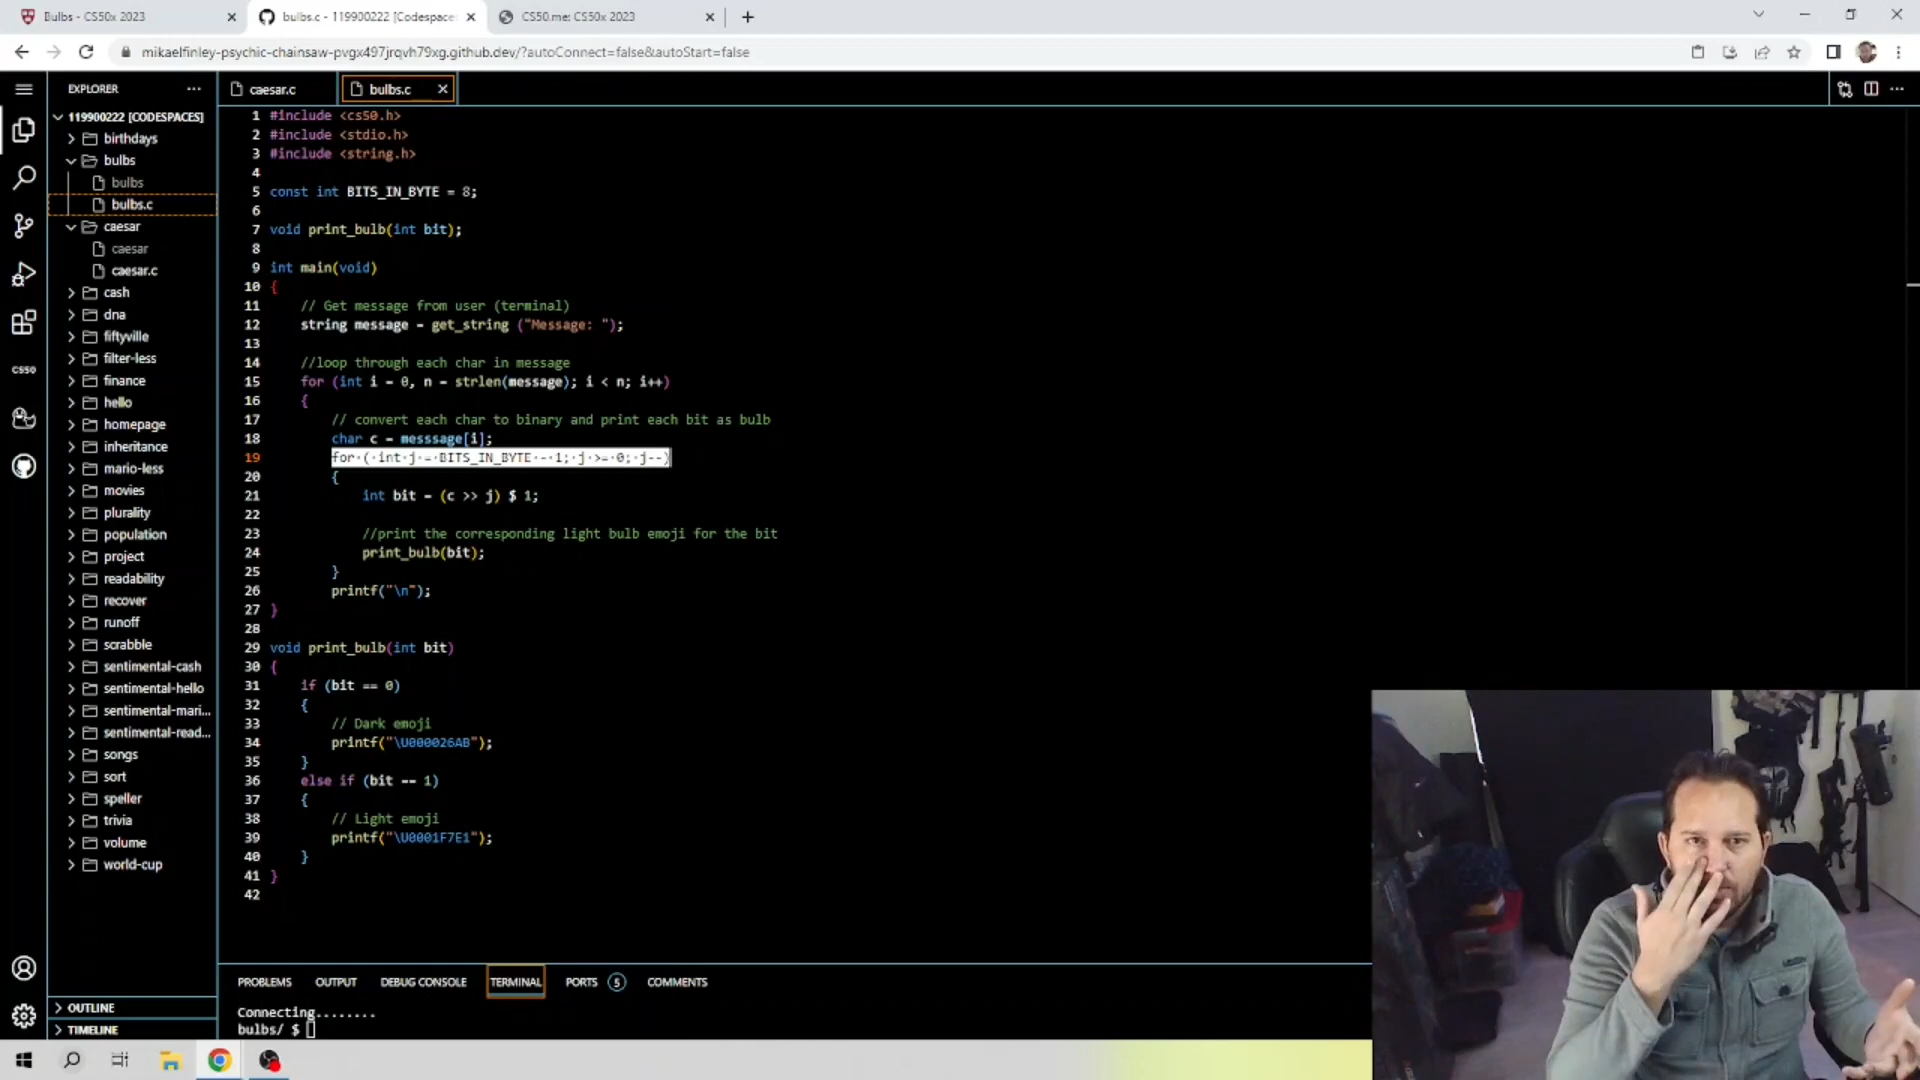 Bulbs - CS50x 2023
bulbs.c - 119900222 [Codespaces
CS50.me: CS50x 2023
mikaelfinley-psychic-chainsaw-pvgx497jrqvh79xg.github.dev/?autoConnect=false&autoStart=false
EXPLORER
119900222 [CODESPACES]
birthdays
bulbs
bulbs
bulbs.c
caesar
caesar
caesar.c
cash
dna
fiftyville
filter-less
finance
hello
homepage
inheritance
mario-less
movies
plurality
population
project
readability
recover
runoff
scrabble
sentimental-cash
sentimental-hello
sentimental-mari...
sentimental-read...
songs
sort
speller
trivia
volume
world-cup
OUTLINE
TIMELINE
CS50
caesar.c
bulbs.c
1 #include <cs50.h>
2 #include <stdio.h>
3 #include <string.h>
4
5 const int BITS_IN_BYTE = 8;
6
7 void print_bulb(int bit);
8
9 int main(void)
10 {
11 // Get message from user (terminal)
12 string message = get_string ("Message: ");
13
14 //loop through each char in message
15 for (int i = 0, n = strlen(message); i < n; i++)
16 {
17 // convert each char to binary and print each bit as bulb
18 char c = messsage[i];
19 for ( int j = BITS_IN_BYTE - 1; j >= 0; j--)
20 {
21 int bit = (c >> j) $ 1;
22
23 //print the corresponding light bulb emoji for the bit
24 print_bulb(bit);
25 }
26 printf("\n");
27 }
28
29 void print_bulb(int bit)
30 {
31 if (bit == 0)
32 {
33 // Dark emoji
34 printf("\U000026AB");
35 }
36 else if (bit == 1)
37 {
38 // Light emoji
39 printf("\U0001F7E1");
40 }
41 }
42
PROBLEMS OUTPUT DEBUG CONSOLE TERMINAL PORTS 5 COMMENTS
Connecting........
bulbs/ $